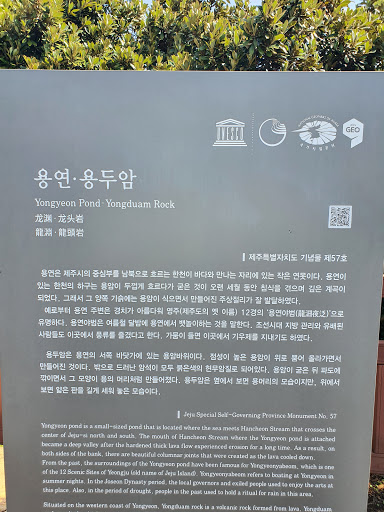 GEO
용연·용두암
Yongyeon Pond · Yongduam Rock
龙渊 · 龙头岩
龍淵 · 龍頭岩
제주특별자치도 기념물 제57호
용연은 제주시의 중심부를 남북으로 흐르는 한천이 바다와 만나는 자리에 있는 작은 연못이다. 용연이
있는 한천의 하구는 용암이 두껍게 흐르다가 굳은 것이 오랜 세월 동안 침식을 겪으며 깊은 계곡이
되었다. 그래서 그 양쪽 기슭에는 용암이 식으면서 만들어진 주상절리가 잘 발달하였다.
예로부터 용연 주변은 경치가 아름다워 영주(제주도의 옛 이름) 12경의 '용연야범(龍淵夜泛)'으로
유명하다. 용연야범은 여름철 달밤에 용연에서 뱃놀이하는 것을 말한다. 조선시대 지방 관리와 유배된
사람들도 이곳에서 풍류를 즐겼다고 한다. 가뭄이 들면 이곳에서 기우제를 지내기도 하였다.
용두암은 용연의 서쪽 바닷가에 있는 용암바위이다. 점성이 높은 용암이 위로 뿜어 올라가면서
만들어진 것이다. 밖으로 드러난 암석이 모두 붉은색의 현무암질로 되어있다. 용암이 굳은 뒤 파도에
깎이면서 그 모양이 용의 머리처럼 만들어졌다. 용두암은 옆에서 보면 용머리의 모습이지만, 위에서
보면 얇은 판을 길게 세워 놓은 모습이다.
Jeju Special Self-Governing Province Monument No. 57
Yongyeon pond is a small-sized pond that is located where the sea meets Hancheon Stream that crosses the
center of Jeju-si north and south. The mouth of Hancheon Stream where the Yongyeon pond is attached
became a deep valley after the hardened thick lava flow experienced erosion for a long time. As a result, on
both sides of the bank, there are beautiful columnar joints that were created as the lava cooled down.
From the past, the surroundings of the Yongyeon pond have been famous for Yongyeonyabeom, which is one
of the 12 Scenic Sites of Yeongju (old name of Jeju Island). Yongyeonyabeom refers to boating at Yongyeon in
summer nights. In the Joseon Dynasty period, the local governors and exiled people used to enjoy the arts at
this place. Also, in the period of drought, people in the past used to hold a ritual for rain in this area.
Situated on the western coast of Yongyeon, Yongduam rock is a volcanic rock formed from lava. Yongduam